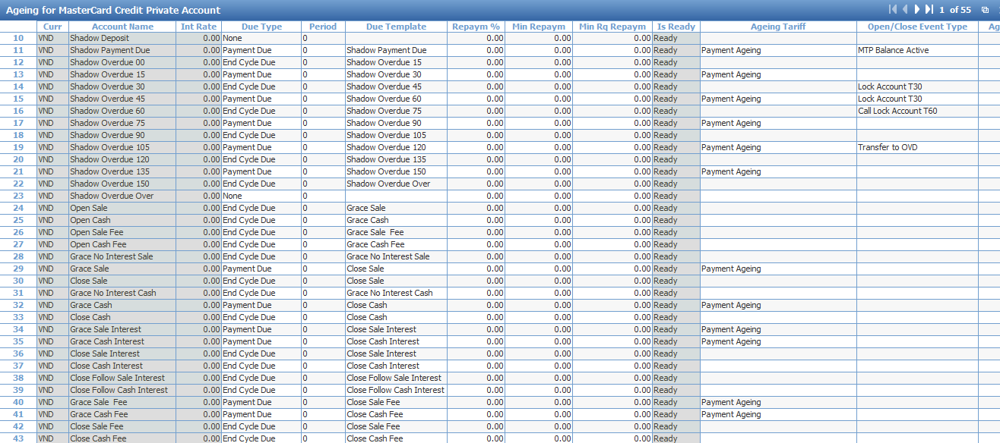 Ageing for MasterCard Credit Private Account 1 of 55
Curr Account Name Int Rate Due Type Period Due Template Repaym % Min Repaym Min Rq Repaym Is Ready Ageing Tariff Open/Close Event Type Ag
10 VND Shadow Deposit 0.00 None 0 0.00 0.00 0.00 Ready
11 VND Shadow Payment Due 0.00 Payment Due 0 Shadow Payment Due 0.00 0.00 0.00 Ready Payment Ageing MTP Balance Active
12 VND Shadow Overdue 00 0.00 End Cycle Due 0 Shadow Overdue 15 0.00 0.00 0.00 Ready
13 VND Shadow Overdue 15 0.00 Payment Due 0 Shadow Overdue 30 0.00 0.00 0.00 Ready Payment Ageing
14 VND Shadow Overdue 30 0.00 End Cycle Due 0 Shadow Overdue 45 0.00 0.00 0.00 Ready Lock Account T30
15 VND Shadow Overdue 45 0.00 Payment Due 0 Shadow Overdue 60 0.00 0.00 0.00 Ready Payment Ageing Lock Account T30
16 VND Shadow Overdue 60 0.00 End Cycle Due 0 Shadow Overdue 75 0.00 0.00 0.00 Ready Call Lock Account T60
17 VND Shadow Overdue 75 0.00 Payment Due 0 Shadow Overdue 90 0.00 0.00 0.00 Ready Payment Ageing
18 VND Shadow Overdue 90 0.00 End Cycle Due 0 Shadow Overdue 105 0.00 0.00 0.00 Ready
19 VND Shadow Overdue 105 0.00 Payment Due 0 Shadow Overdue 120 0.00 0.00 0.00 Ready Payment Ageing Transfer to OVD
20 VND Shadow Overdue 120 0.00 End Cycle Due 0 Shadow Overdue 135 0.00 0.00 0.00 Ready
21 VND Shadow Overdue 135 0.00 Payment Due 0 Shadow Overdue 150 0.00 0.00 0.00 Ready Payment Ageing
22 VND Shadow Overdue 150 0.00 End Cycle Due 0 Shadow Overdue Over 0.00 0.00 0.00 Ready
23 VND Shadow Overdue Over 0.00 None 0 0.00 0.00 0.00 Ready
24 VND Open Sale 0.00 End Cycle Due 0 Grace Sale 0.00 0.00 0.00 Ready
25 VND Open Cash 0.00 End Cycle Due 0 Grace Cash 0.00 0.00 0.00 Ready
26 VND Open Sale Fee 0.00 End Cycle Due 0 Grace Sale Fee 0.00 0.00 0.00 Ready
27 VND Open Cash Fee 0.00 End Cycle Due 0 Grace Cash Fee 0.00 0.00 0.00 Ready
28 VND Grace No Interest Sale 0.00 End Cycle Due 0 Grace No Interest Sale 0.00 0.00 0.00 Ready
29 VND Grace Sale 0.00 Payment Due 0 Close Sale 0.00 0.00 0.00 Ready Payment Ageing
30 VND Close Sale 0.00 End Cycle Due 0 Close Sale 0.00 0.00 0.00 Ready
31 VND Grace No Interest Cash 0.00 End Cycle Due 0 Grace No Interest Cash 0.00 0.00 0.00 Ready
32 VND Grace Cash 0.00 Payment Due 0 Close Cash 0.00 0.00 0.00 Ready Payment Ageing
33 VND Close Cash 0.00 End Cycle Due 0 Close Cash 0.00 0.00 0.00 Ready
34 VND Grace Sale Interest 0.00 Payment Due 0 Close Sale Interest 0.00 0.00 0.00 Ready Payment Ageing
35 VND Grace Cash Interest 0.00 Payment Due 0 Close Cash Interest 0.00 0.00 0.00 Ready Payment Ageing
36 VND Close Sale Interest 0.00 End Cycle Due 0 Close Sale Interest 0.00 0.00 0.00 Ready
37 VND Close Cash Interest 0.00 End Cycle Due 0 Close Cash Interest 0.00 0.00 0.00 Ready
38 VND Close Follow Sale Interest 0.00 End Cycle Due 0 Close Follow Sale Interest 0.00 0.00 0.00 Ready
39 VND Close Follow Cash Interest 0.00 End Cycle Due 0 Close Follow Cash Interest 0.00 0.00 0.00 Ready
40 VND Grace Sale Fee 0.00 Payment Due 0 Close Sale Fee 0.00 0.00 0.00 Ready Payment Ageing
41 VND Grace Cash Fee 0.00 Payment Due 0 Close Cash Fee 0.00 0.00 0.00 Ready Payment Ageing
42 VND Close Sale Fee 0.00 End Cycle Due 0 Close Sale Fee 0.00 0.00 0.00 Ready
43 VND Close Cash Fee 0.00 End Cycle Due 0 Close Cash Fee 0.00 0.00 0.00 Ready